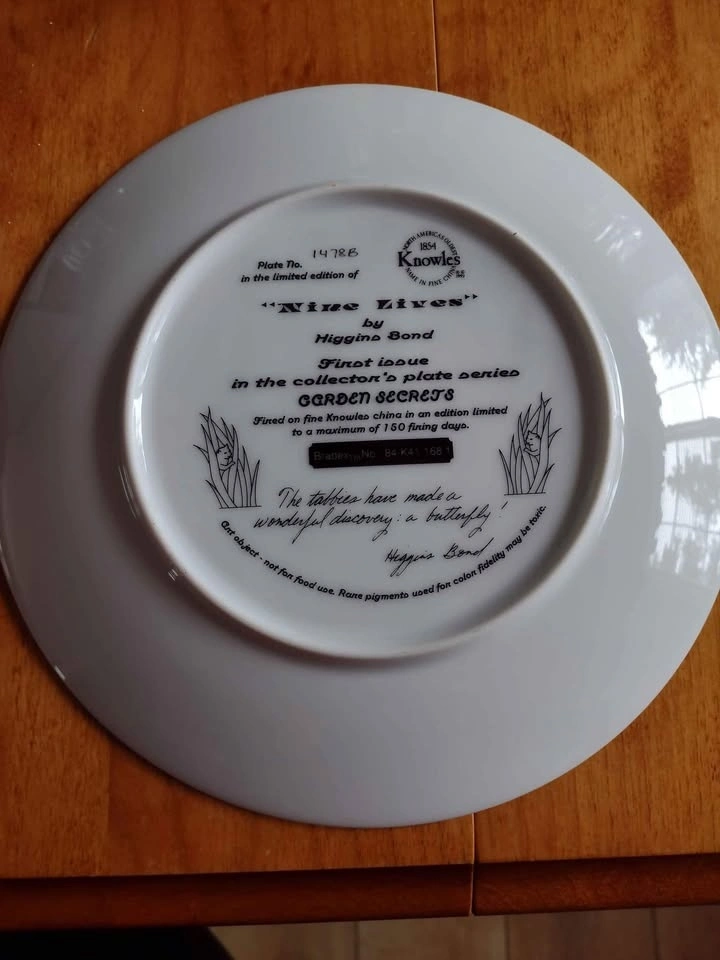 Plate No. 1478B
in the limited edition of
NORTH AMERICA'S OLDEST
1854
Knowles
NAME IN FINE CHINA
"Nine Lives"
by
Higgins Bond
First issue
in the collector's plate series
GARDEN SECRETS
Fired on fine Knowles china in an edition limited
to a maximum of 150 firing days.
Bradex No. 84-K41-168.1
The tabbies have made a
wonderful discovery: a butterfly!
Higgins Bond
Art object - not for food use. Rare pigments used for color fidelity may be toxic.